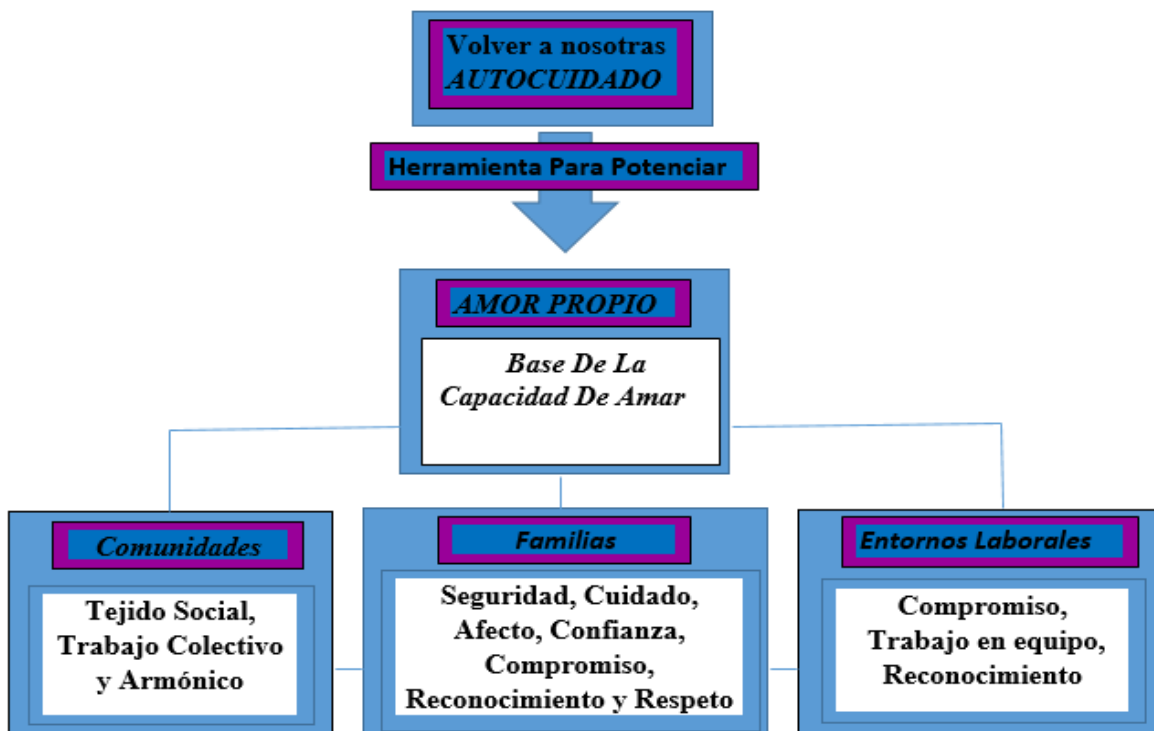 Volver a nosotras
AUTOCUIDADO
Herramienta Para Potenciar
AMOR PROPIO
Base De La
Capacidad De Amar
Comunidades
Tejido Social,
Trabajo Colectivo
y Armónico
Familias
Seguridad, Cuidado,
Afecto, Confianza,
Compromiso,
Reconocimiento y Respeto
Entornos Laborales
Compromiso,
Trabajo en equipo,
Reconocimiento